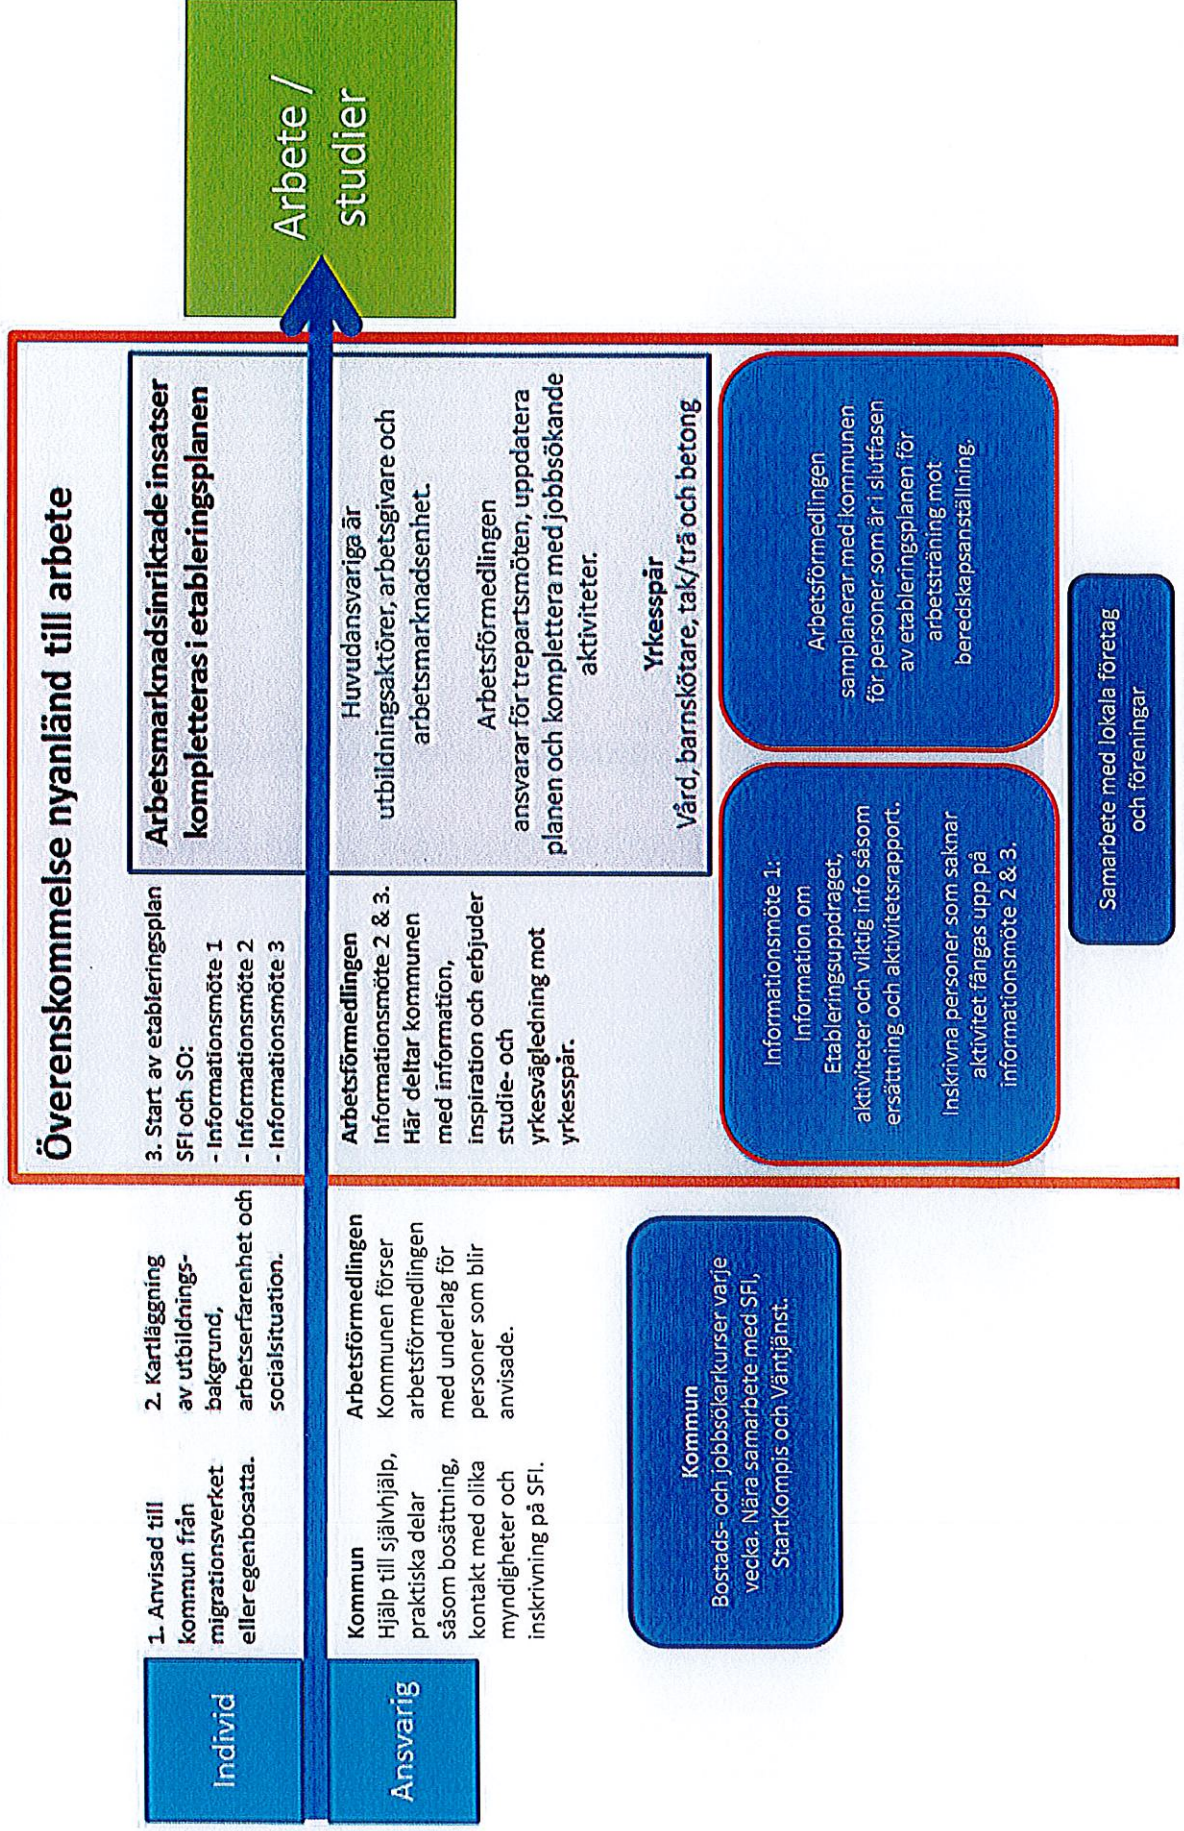 Överenskommelse nyanländ till arbete
Individ
1. Anvisad till
kommun från
migrationsverket
eller egenbosatta.
2. Kartläggning
av utbildnings-
bakgrund,
arbetserfarenhet och
socialsituation.
3. Start av etableringsplan
SFI och SO:
- Informationsmöte 1
- Informationsmöte 2
- Informationsmöte 3
Arbetsmarknadsinriktade insatser
kompletteras i etableringsplanen
Arbete /
studier
Ansvarig
Kommun
Hjälp till självhjälp,
praktiska delar
såsom bosättning,
kontakt med olika
myndigheter och
inskrivning på SFI.
Arbetsförmedlingen
Kommunen förser
arbetsförmedlingen
med underlag för
personer som blir
anvisade.
Arbetsförmedlingen
Informationsmöte 2 & 3.
Här deltar kommunen
med information,
inspiration och erbjuder
studie- och
yrkesvägledning mot
yrkesspår.
Huvudansvariga är
utbildningsaktörer, arbetsgivare och
arbetsmarknadsenhet.
Arbetsförmedlingen
ansvarar för trepartsmöten, uppdatera
planen och komplettera med jobbsökande
aktiviteter.
Yrkesspår
Vård, barnskötare, tak/trä och betong
Kommun
Bostads- och jobbsökarkurser varje
vecka. Nära samarbete med SFI,
StartKompis och Väntjänst.
Informationsmöte 1:
Information om
Etableringsuppdraget,
aktiviteter och viktig info såsom
ersättning och aktivitetsrapport.
Inskrivna personer som saknar
aktivitet fångas upp på
informationsmöte 2 & 3.
Arbetsförmedlingen
samplanerar med kommunen
för personer som är i slutfasen
av etableringsplanen för
arbetsträning mot
beredskapsanställning.
Samarbete med lokala företag
och föreningar